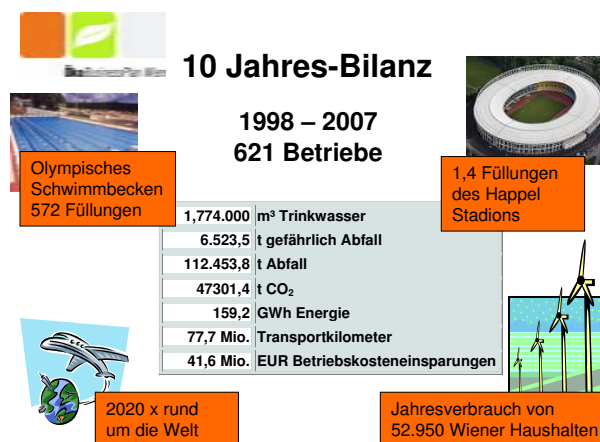 10 Jahres-Bilanz
1998 – 2007
621 Betriebe
Olympisches
Schwimmbecken
572 Füllungen
1,4 Füllungen
des Happel
Stadions
1,774.000 m³ Trinkwasser
6.523,5 t gefährlich Abfall
112.453,8 t Abfall
47301,4 t CO₂
159,2 GWh Energie
77,7 Mio. Transportkilometer
41,6 Mio. EUR Betriebskosteneinsparungen
2020 x rund
um die Welt
Jahresverbrauch von
52.950 Wiener Haushalten